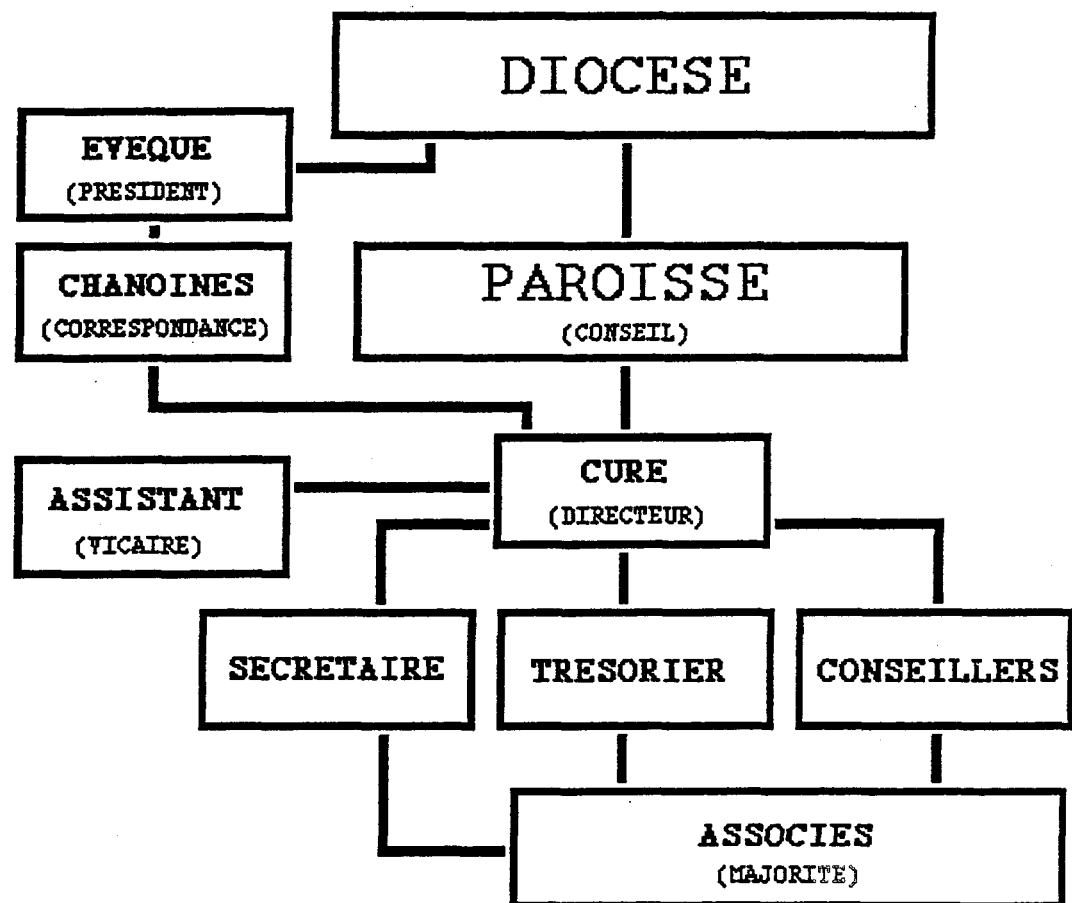 DIOCESE
EVEQUE
(PRESIDENT)
CHANOINES
(CORRESPONDANCE)
PAROISSE
(CONSEIL)
CURE
(DIRECTEUR)
ASSISTANT
(VICAIRE)
SECRETAIRE
TRESORIER
CONSEILLERS
ASSOCIES
(MAJORITE)